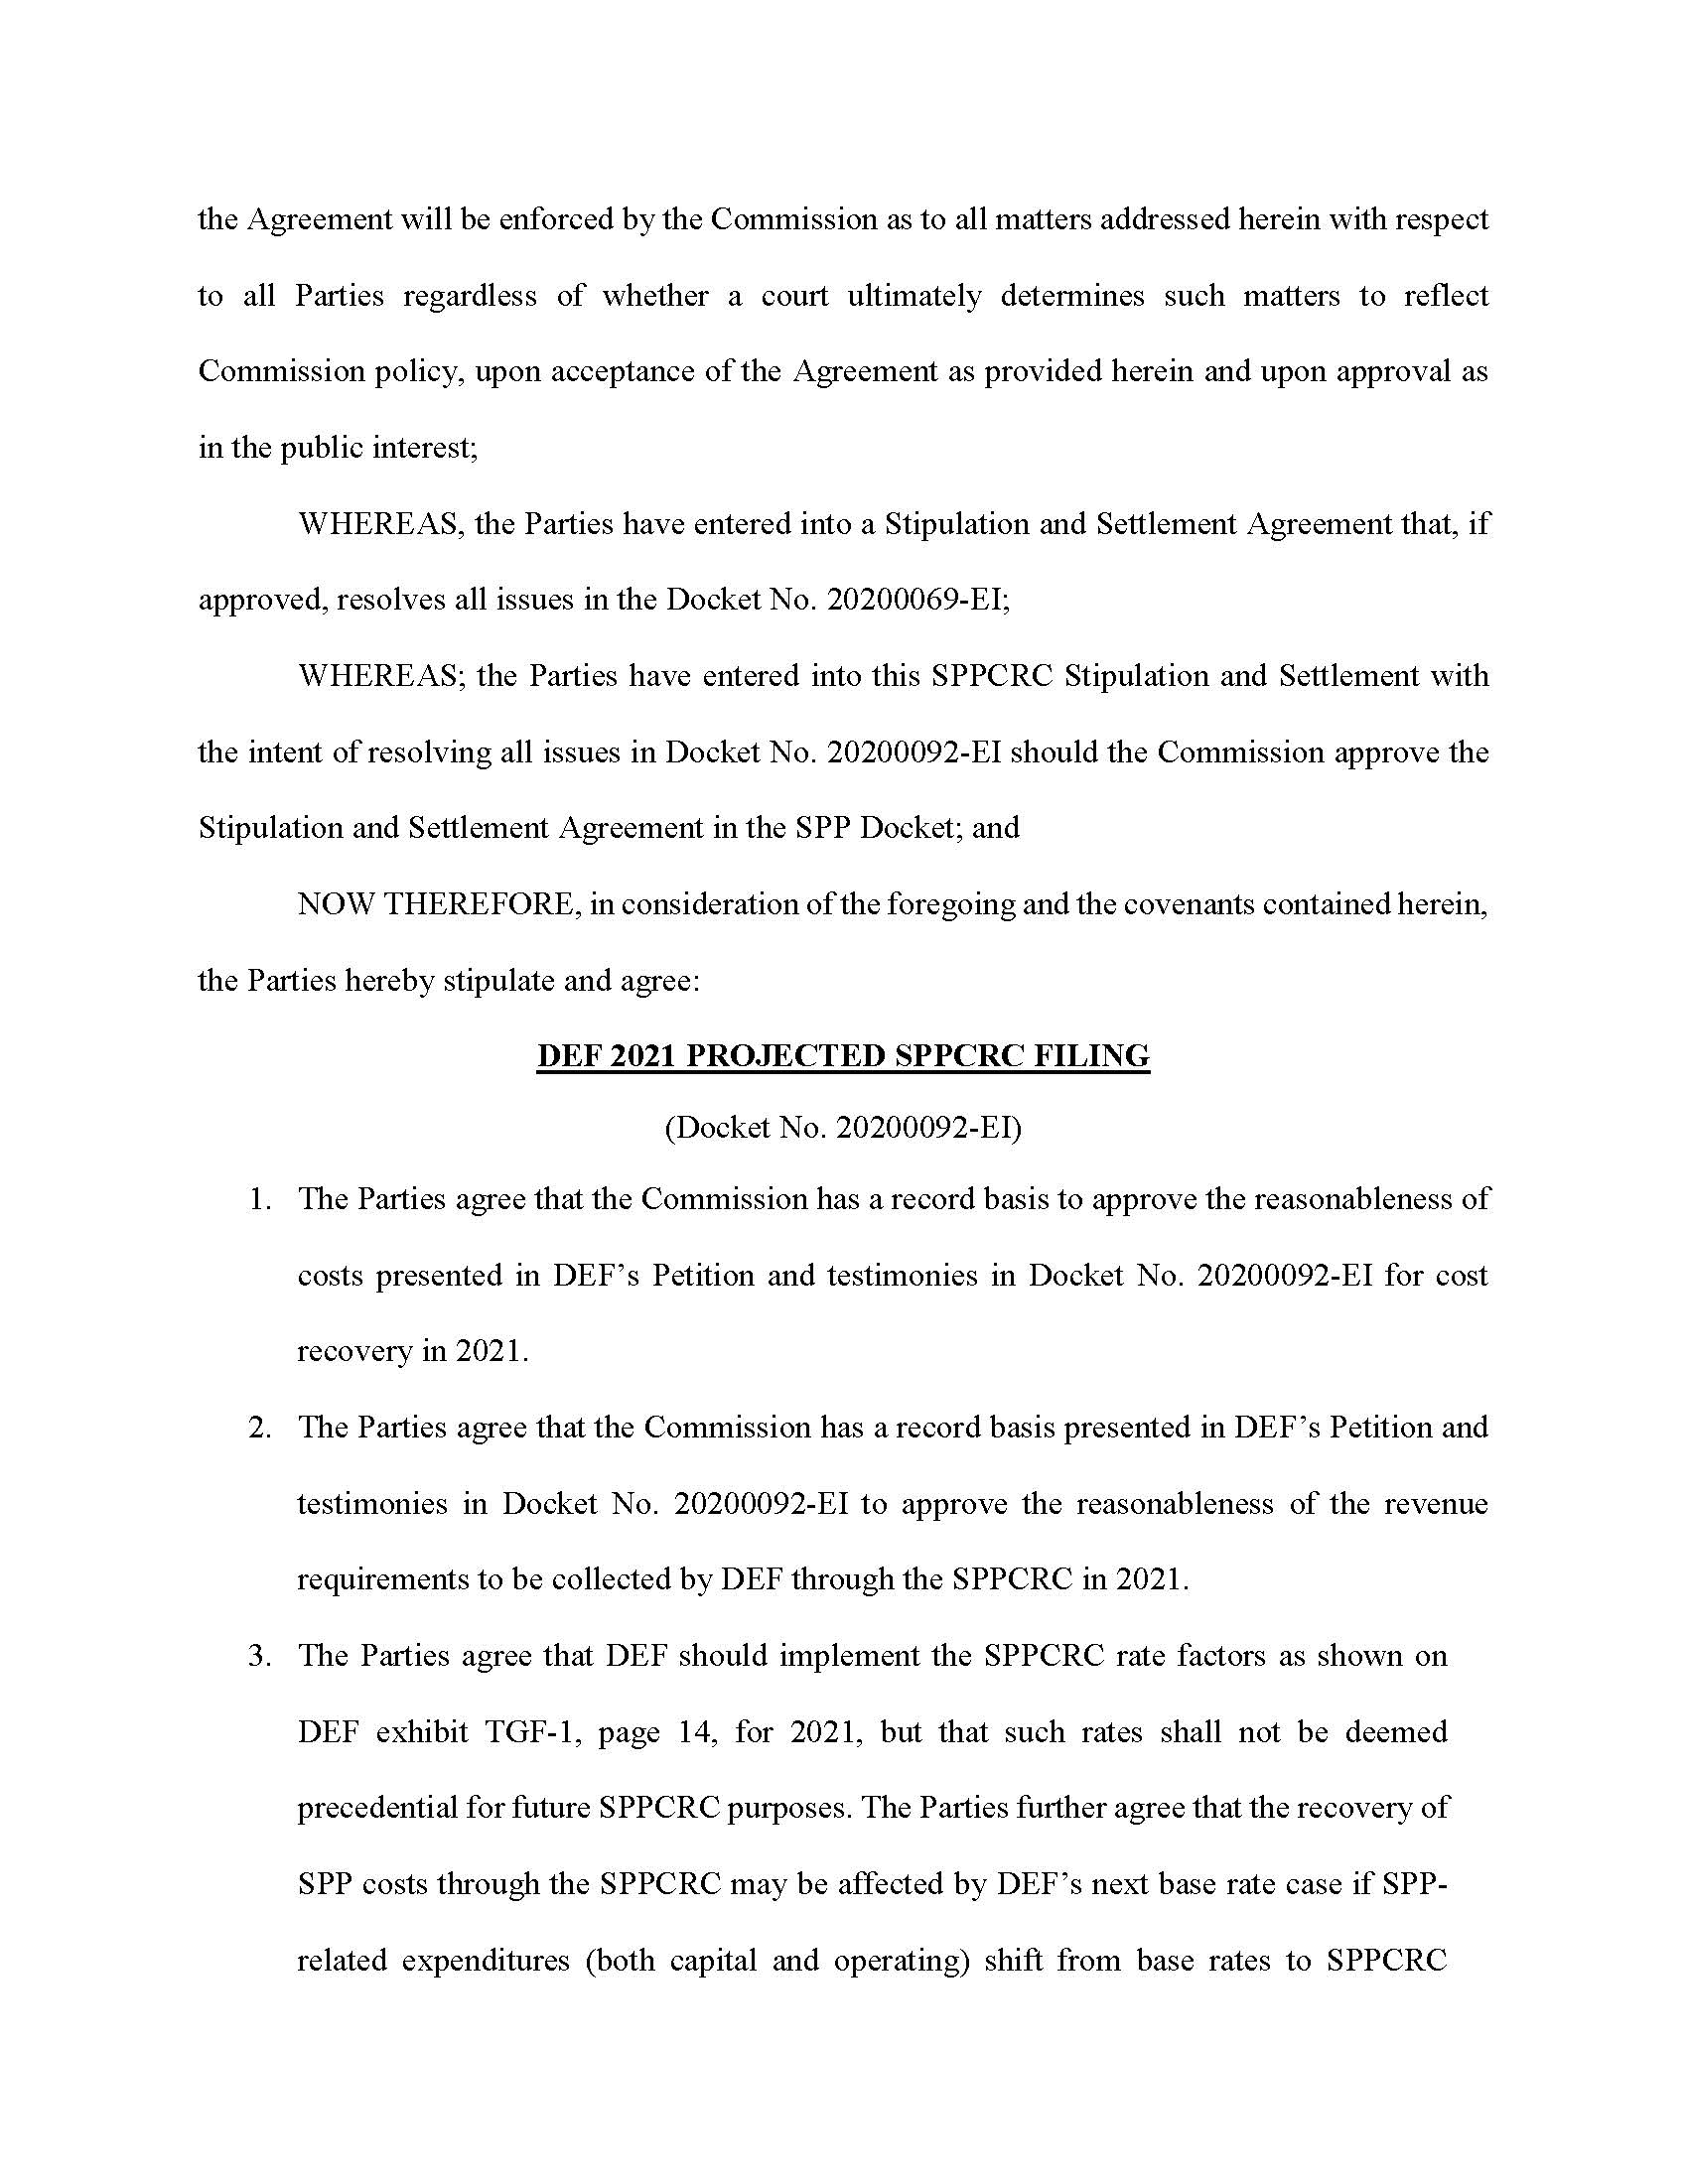 the Agreement will be enforced by the Commission as to all matters addressed herein with respect
to all Parties regardless of whether a court ultimately determines such matters to reflect
Commission policy, upon acceptance of the Agreement as provided herein and upon approval as
in the public interest;
WHEREAS, the Parties have entered into a Stipulation and Settlement Agreement that, if
approved, resolves all issues in the Docket No. 20200069-EI;
WHEREAS; the Parties have entered into this SPPCRC Stipulation and Settlement with
the intent of resolving all issues in Docket No. 20200092-EI should the Commission approve the
Stipulation and Settlement Agreement in the SPP Docket; and
NOW THEREFORE, in consideration of the foregoing and the covenants contained herein,
the Parties hereby stipulate and agree:
DEF 2021 PROJECTED SPPCRC FILING
(Docket No. 20200092-EI)
1. The Parties agree that the Commission has a record basis to approve the reasonableness of
costs presented in DEF’s Petition and testimonies in Docket No. 20200092-EI for cost
recovery in 2021.
2. The Parties agree that the Commission has a record basis presented in DEF’s Petition and
testimonies in Docket No. 20200092-EI to approve the reasonableness of the revenue
requirements to be collected by DEF through the SPPCRC in 2021.
3. The Parties agree that DEF should implement the SPPCRC rate factors as shown on
DEF exhibit TGF-1, page 14, for 2021, but that such rates shall not be deemed
precedential for future SPPCRC purposes. The Parties further agree that the recovery of
SPP costs through the SPPCRC may be affected by DEF’s next base rate case if SPP-
related expenditures (both capital and operating) shift from base rates to SPPCRC